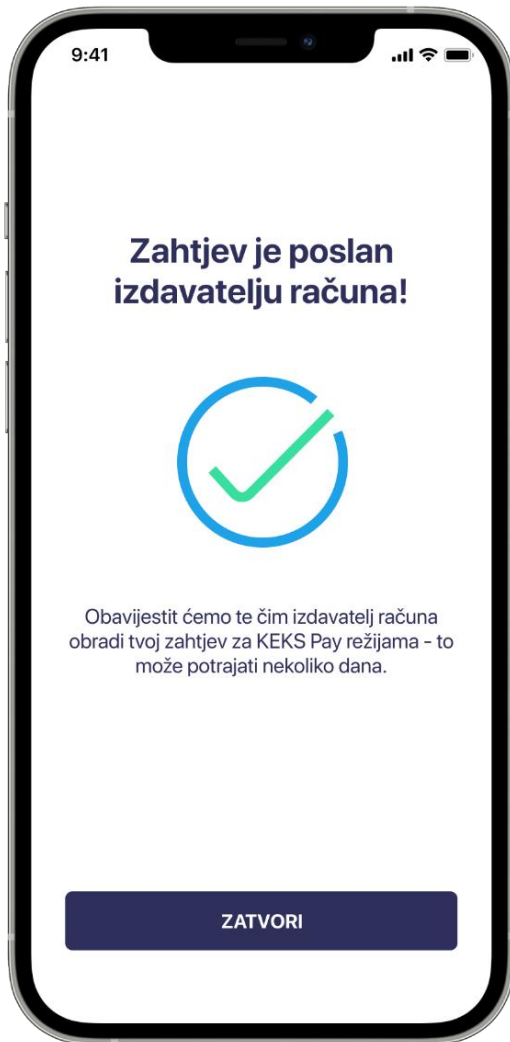 9:41
Zahtjev je poslan
izdavatelju računa!
Obavijestit ćemo te čim izdavatelj računa
obradi tvoj zahtjev za KEKS Pay režijama - to
može potrajati nekoliko dana.
ZATVORI